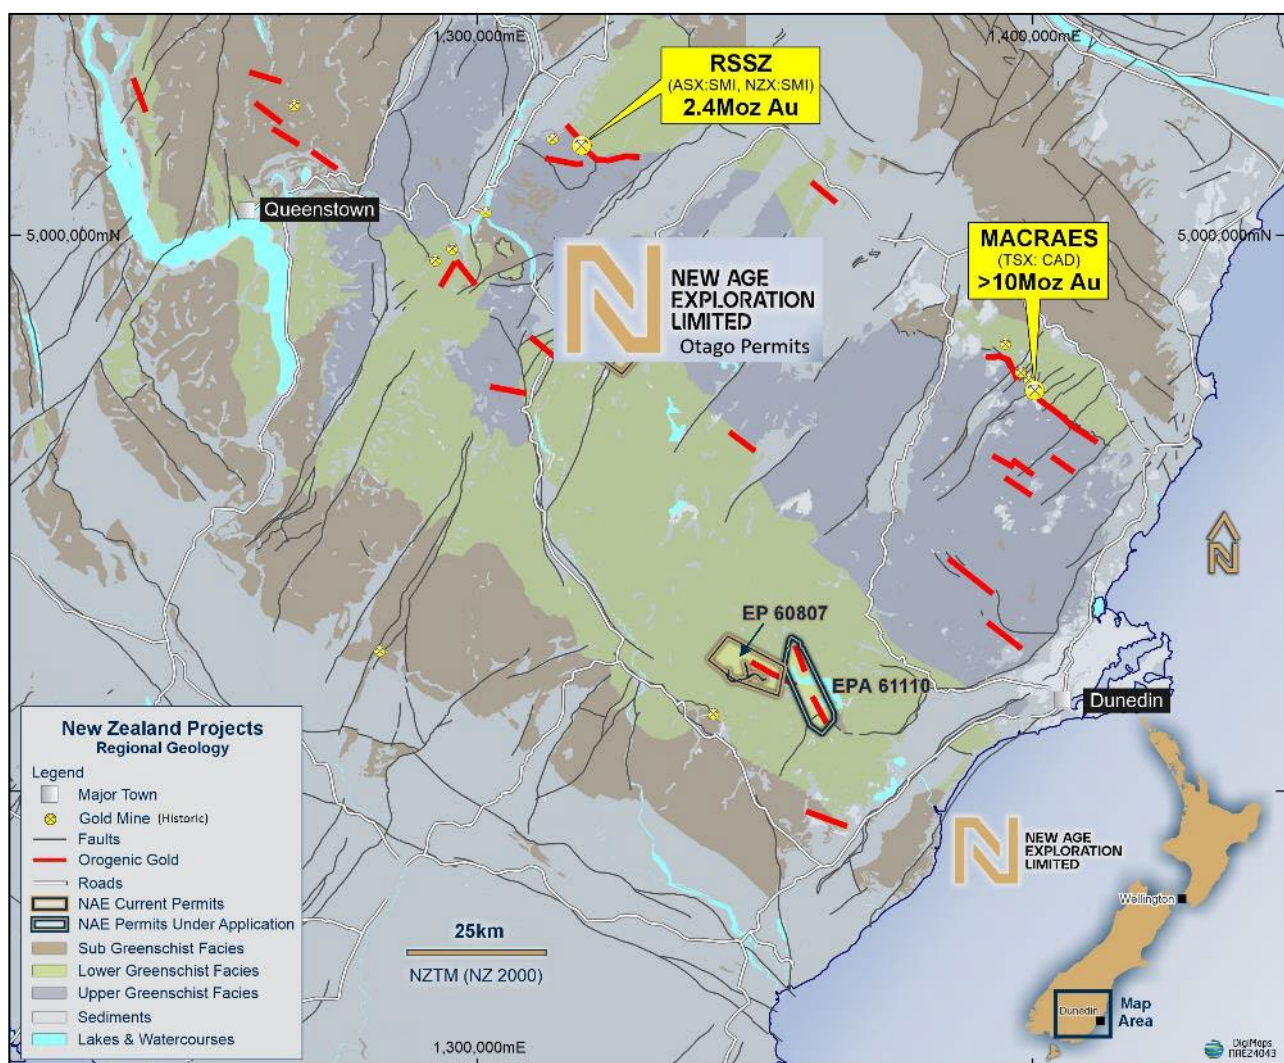 1,300,000mE
1,400,000mE
RSSZ
(ASX:SMI, NZX:SMI)
2.4Moz Au
Queenstown
5,000,000mN
5,000,000mN
MACRAES
(TSX: CAD)
>10Moz Au
NEW AGE
EXPLORATION
LIMITED
Otago Permits
N
EP 60807
EPA 61110
Dunedin
New Zealand Projects
Regional Geology
Legend
Major Town
Gold Mine (Historic)
Faults
Orogenic Gold
Roads
NAE Current Permits
NAE Permits Under Application
Sub Greenschist Facies
Lower Greenschist Facies
Upper Greenschist Facies
Sediments
Lakes & Watercourses
25km
NZTM (NZ 2000)
NEW AGE
EXPLORATION
LIMITED
Wellington
Dunedin
Map
Area
1,300,000mE
DigiMaps
NAE24043